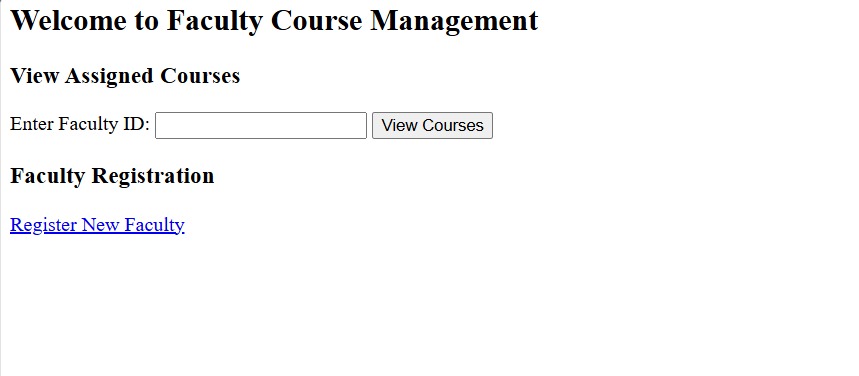 Welcome to Faculty Course Management
View Assigned Courses
Enter Faculty ID: View Courses
Faculty Registration
Register New Faculty